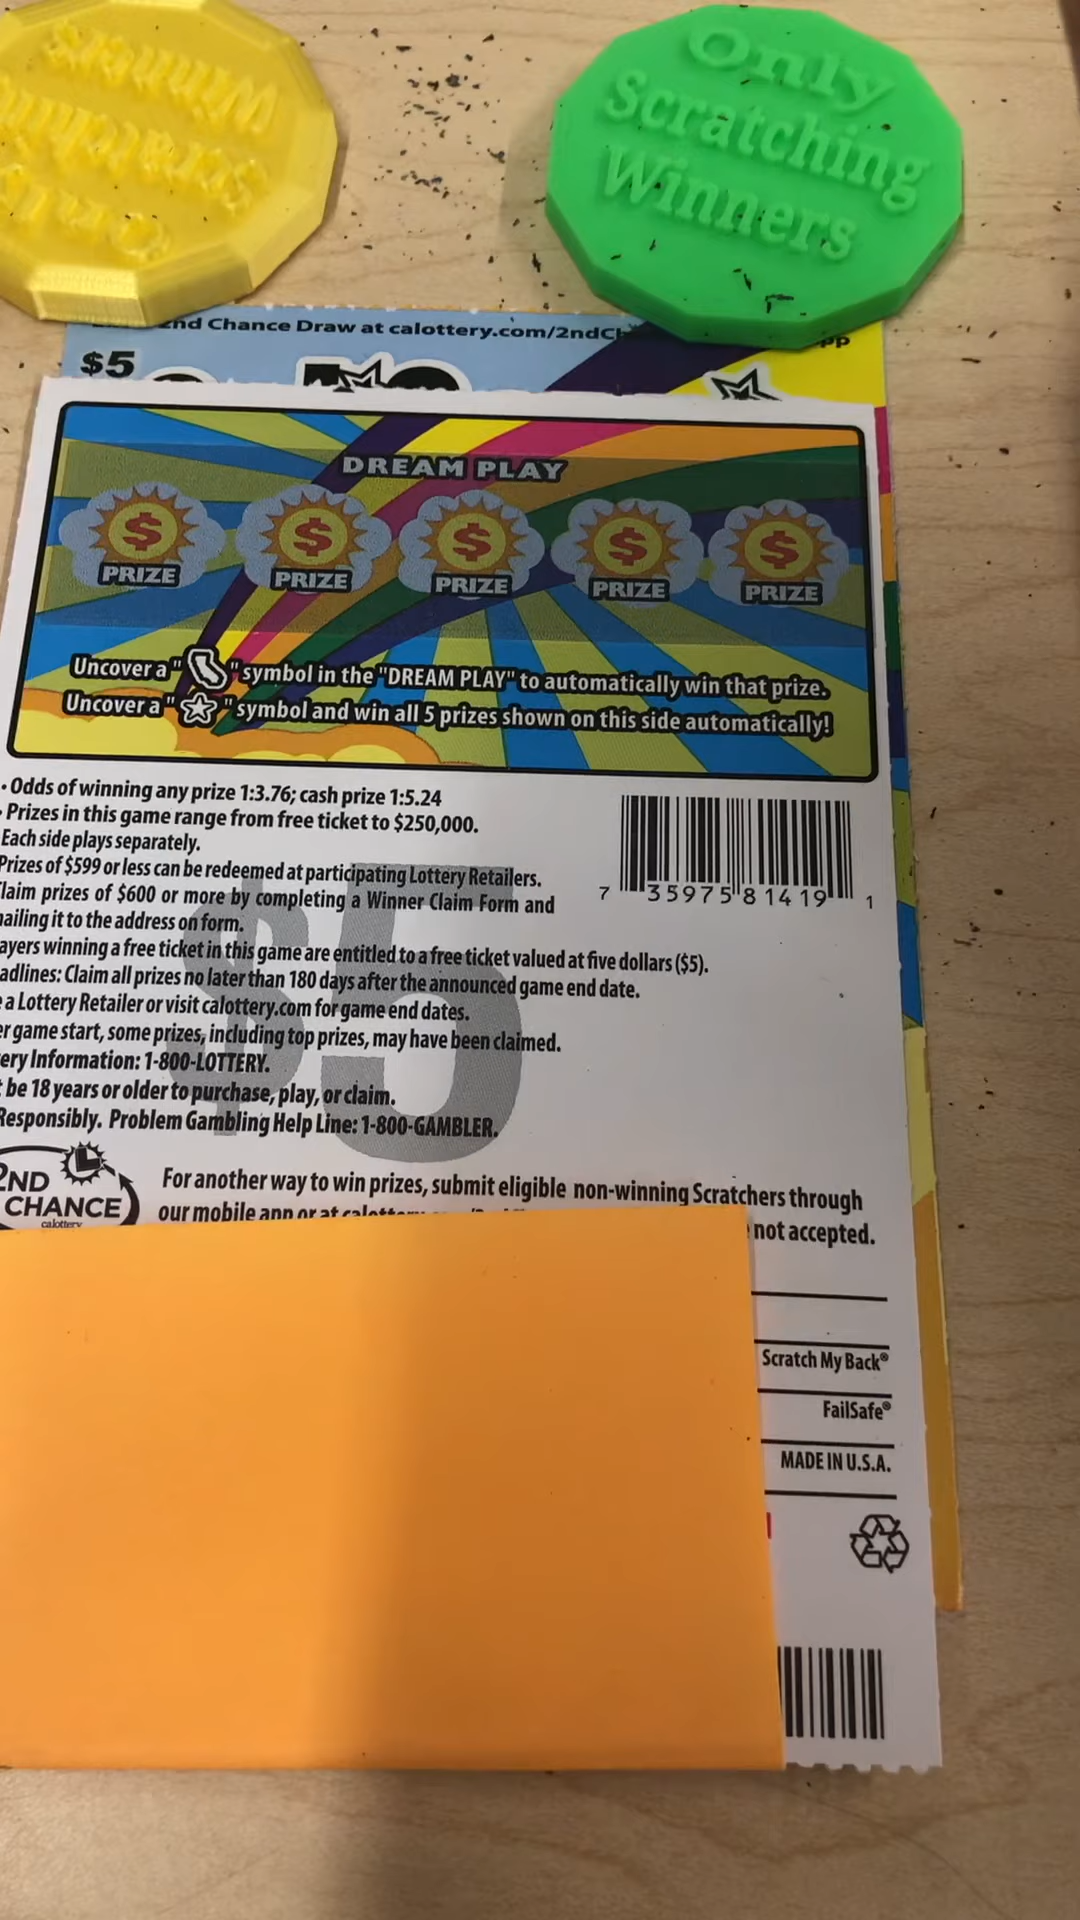 Only
Scratching
Winners
Only
Scratching
Winners
2nd Chance Draw at calottery.com/2ndCh
$5
DREAM PLAY
PRIZE PRIZE PRIZE PRIZE PRIZE
Uncover a " " symbol in the "DREAM PLAY" to automatically win that prize.
Uncover a " " symbol and win all 5 prizes shown on this side automatically!
• Odds of winning any prize 1:3.76; cash prize 1:5.24
• Prizes in this game range from free ticket to $250,000.
Each side plays separately.
Prizes of $599 or less can be redeemed at participating Lottery Retailers.
laim prizes of $600 or more by completing a Winner Claim Form and
ailing it to the address on form.
ayers winning a free ticket in this game are entitled to a free ticket valued at five dollars ($5).
adlines: Claim all prizes no later than 180 days after the announced game end date.
a Lottery Retailer or visit calottery.com for game end dates.
er game start, some prizes, including top prizes, may have been claimed.
ery Information: 1-800-LOTTERY.
be 18 years or older to purchase, play, or claim.
Responsibly. Problem Gambling Help Line: 1-800-GAMBLER.
$5
7 35975 81419 1
2ND
CHANCE
calottery
For another way to win prizes, submit eligible non-winning Scratchers through
our mobile app or at
not accepted.
Scratch My Back®
FailSafe®
MADE IN U.S.A.